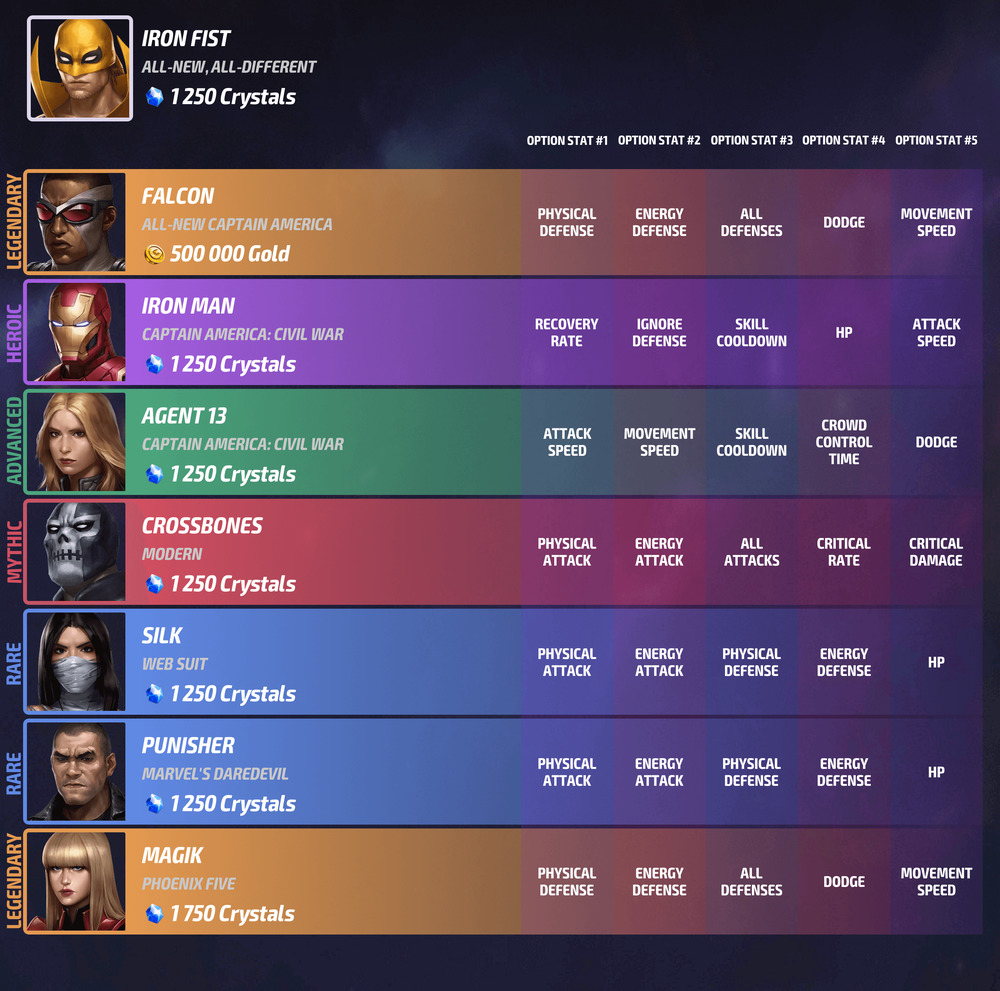 IRON FIST
ALL-NEW, ALL-DIFFERENT
1 250 Crystals
OPTION STAT #1 OPTION STAT #2 OPTION STAT #3 OPTION STAT #4 OPTION STAT #5
LEGENDARY
FALCON
ALL-NEW CAPTAIN AMERICA
500 000 Gold
PHYSICAL
DEFENSE
ENERGY
DEFENSE
ALL
DEFENSES
DODGE
MOVEMENT
SPEED
HEROIC
IRON MAN
CAPTAIN AMERICA: CIVIL WAR
1 250 Crystals
RECOVERY
RATE
IGNORE
DEFENSE
SKILL
COOLDOWN
HP
ATTACK
SPEED
ADVANCED
AGENT 13
CAPTAIN AMERICA: CIVIL WAR
1 250 Crystals
ATTACK
SPEED
MOVEMENT
SPEED
SKILL
COOLDOWN
CROWD
CONTROL
TIME
DODGE
MYTHIC
CROSSBONES
MODERN
1 250 Crystals
PHYSICAL
ATTACK
ENERGY
ATTACK
ALL
ATTACKS
CRITICAL
RATE
CRITICAL
DAMAGE
RARE
SILK
WEB SUIT
1 250 Crystals
PHYSICAL
ATTACK
ENERGY
ATTACK
PHYSICAL
DEFENSE
ENERGY
DEFENSE
HP
RARE
PUNISHER
MARVEL'S DAREDEVIL
1 250 Crystals
PHYSICAL
ATTACK
ENERGY
ATTACK
PHYSICAL
DEFENSE
ENERGY
DEFENSE
HP
LEGENDARY
MAGIK
PHOENIX FIVE
1 750 Crystals
PHYSICAL
DEFENSE
ENERGY
DEFENSE
ALL
DEFENSES
DODGE
MOVEMENT
SPEED